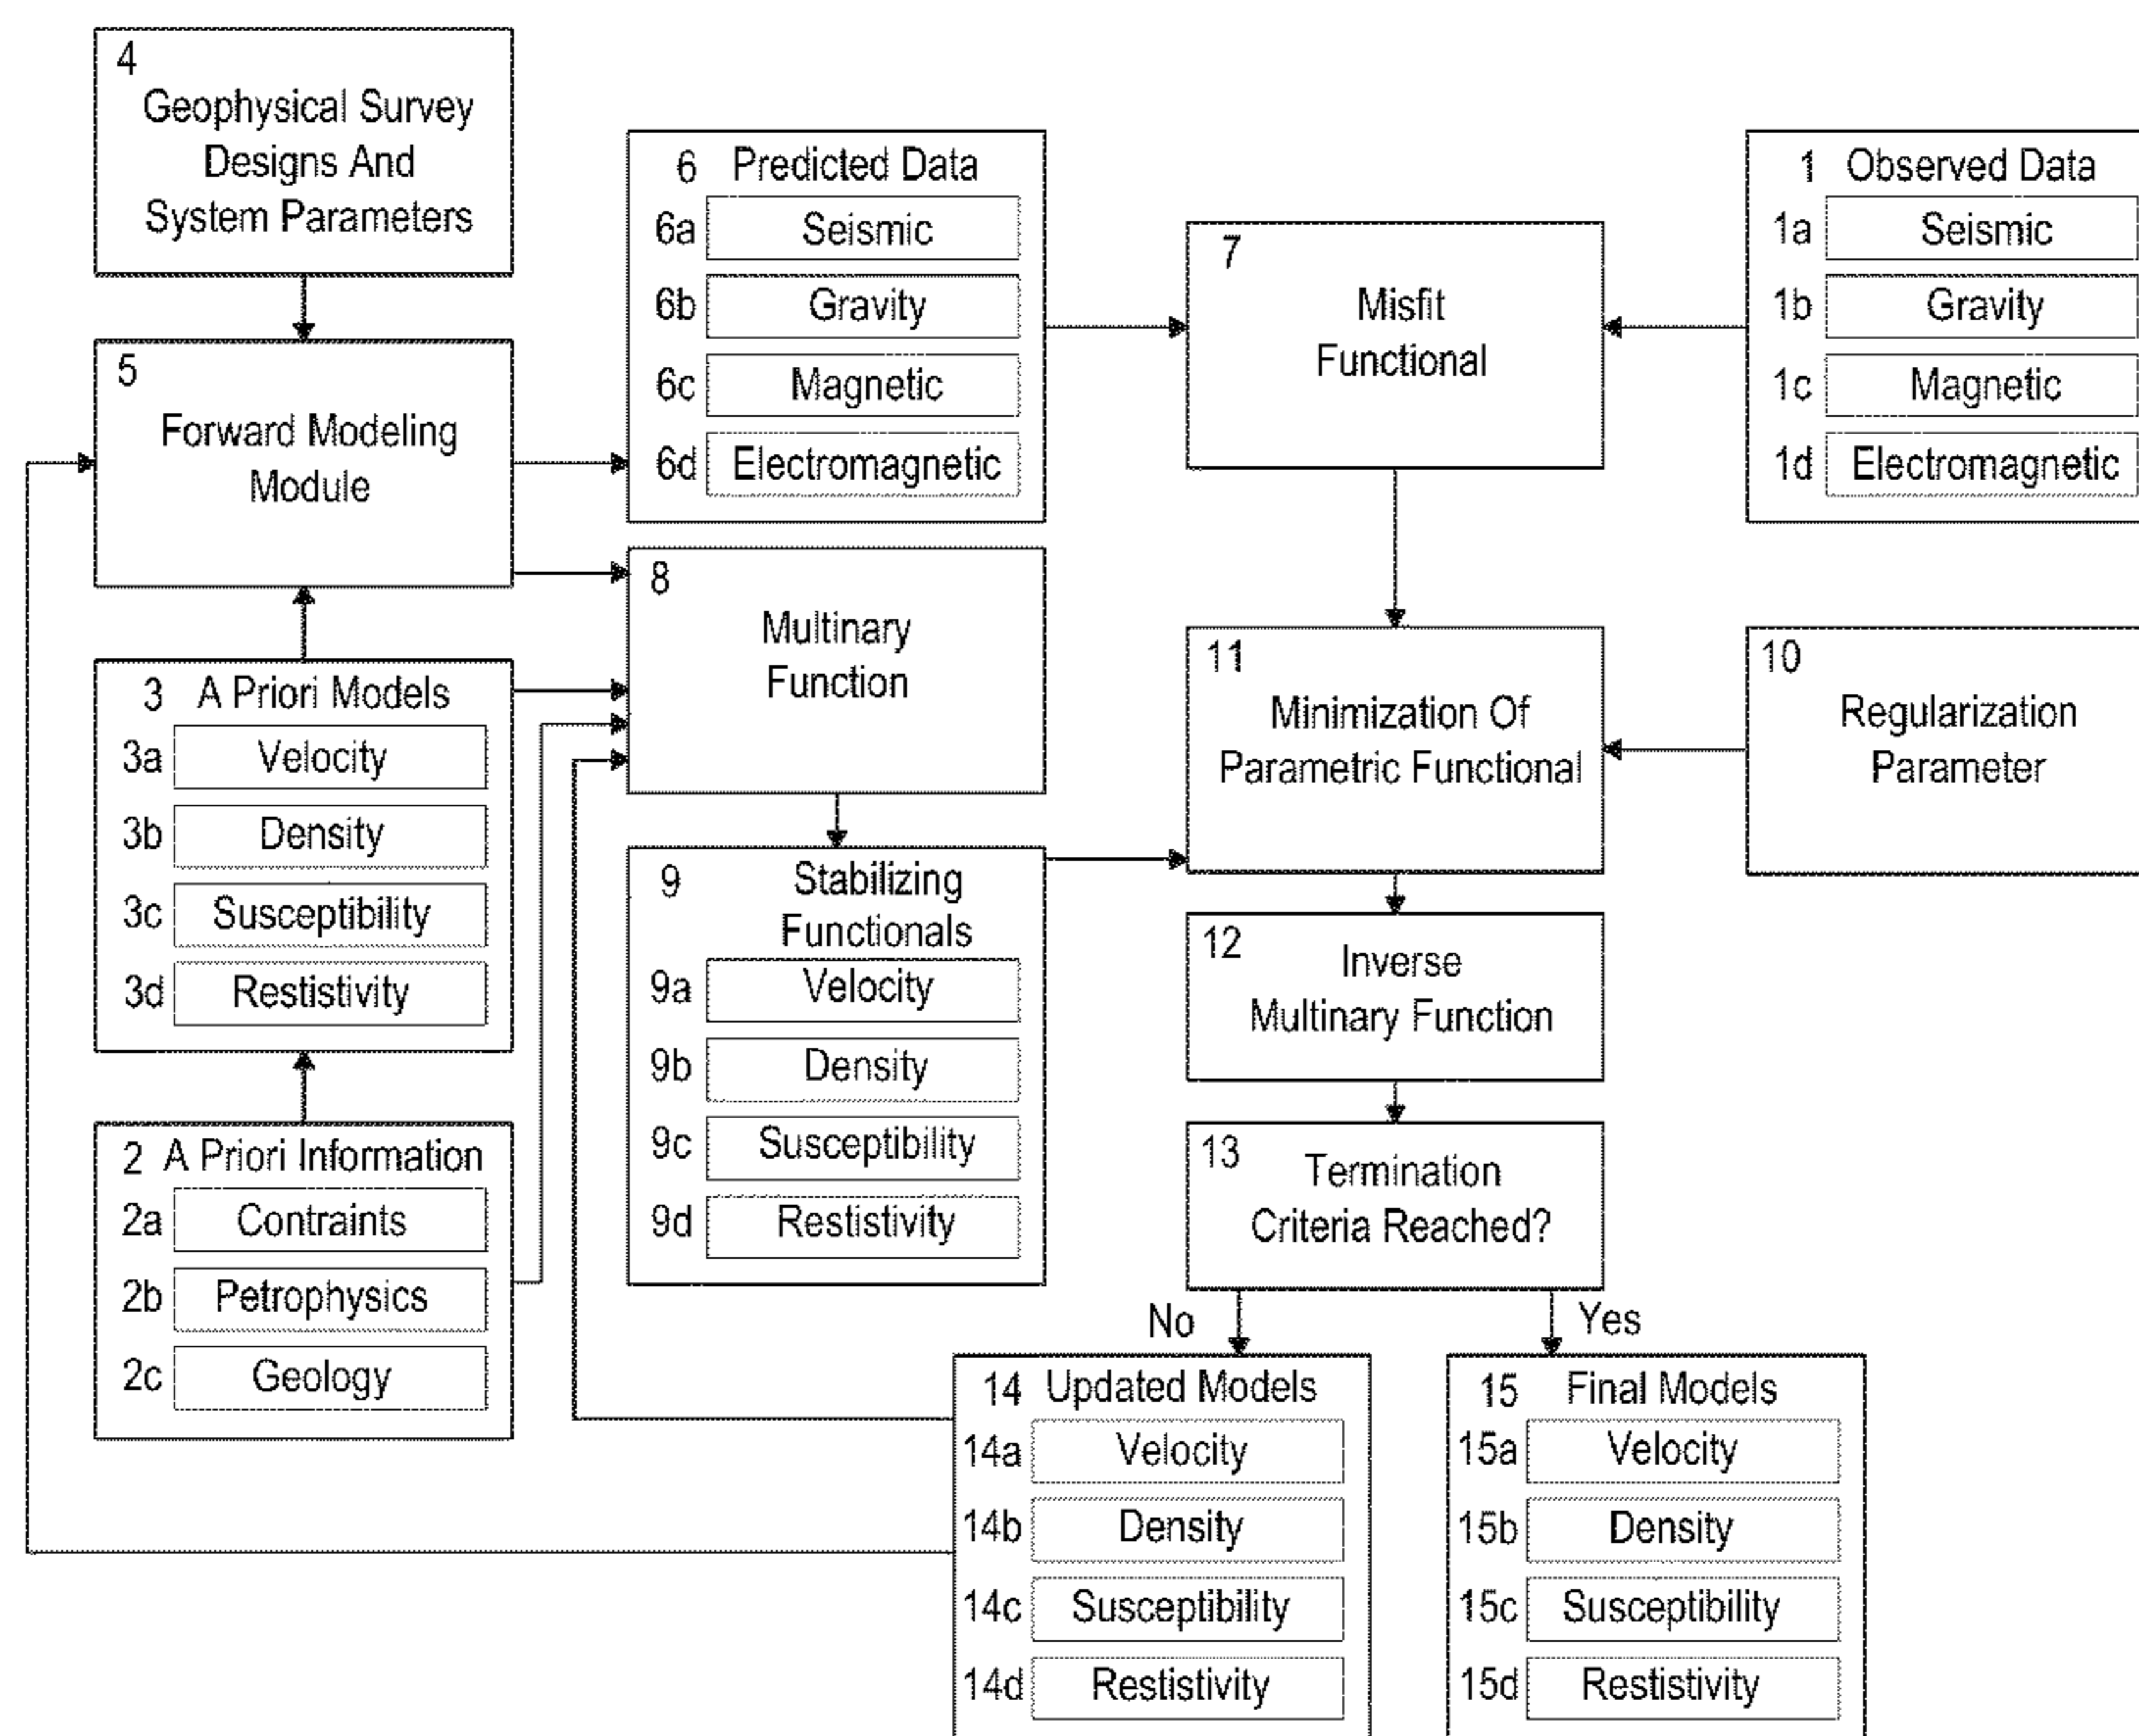 4
Geophysical Survey
Designs And
System Parameters
5
Forward Modeling
Module
3 A Priori Models
3a Velocity
3b Density
3c Susceptibility
3d Restistivity
2 A Priori Information
2a Contraints
2b Petrophysics
2c Geology
6 Predicted Data
6a Seismic
6b Gravity
6c Magnetic
6d Electromagnetic
8
Multinary
Function
9 Stabilizing
Functionals
9a Velocity
9b Density
9c Susceptibility
9d Restistivity
7
Misfit
Functional
1 Observed Data
1a Seismic
1b Gravity
1c Magnetic
1d Electromagnetic
11
Minimization Of
Parametric Functional
10
Regularization
Parameter
12
Inverse
Multinary Function
13
Termination
Criteria Reached?
No
Yes
14 Updated Models
14a Velocity
14b Density
14c Susceptibility
14d Restistivity
15 Final Models
15a Velocity
15b Density
15c Susceptibility
15d Restistivity